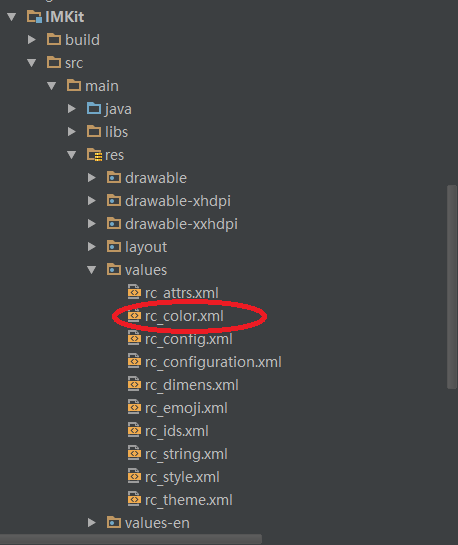 IMKit
build
src
main
java
libs
res
drawable
drawable-xhdpi
drawable-xxhdpi
layout
values
rc_attrs.xml
rc_color.xml
rc_config.xml
rc_configuration.xml
rc_dimens.xml
rc_emoji.xml
rc_ids.xml
rc_string.xml
rc_style.xml
rc_theme.xml
values-en